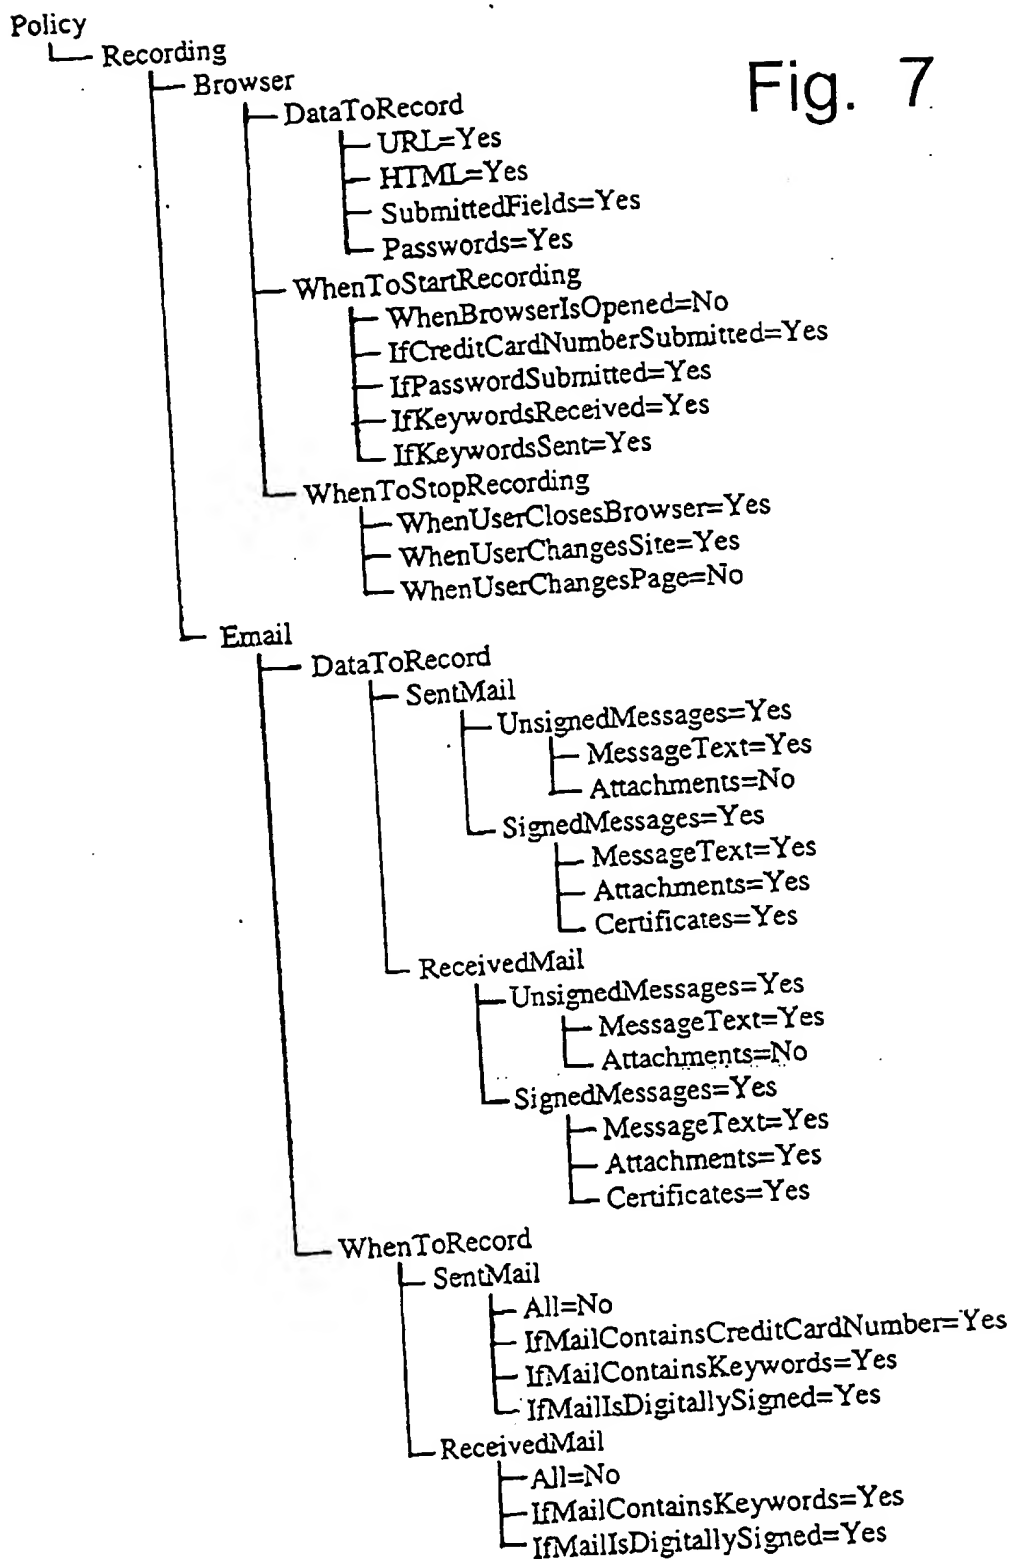 Policy
Recording
Fig. 7
Browser
DataToRecord
URL=Yes
HTML=Yes
SubmittedFields=Yes
Passwords=Yes
WhenToStartRecording
WhenBrowserIsOpened=No
IfCreditCardNumberSubmitted=Yes
IfPasswordSubmitted=Yes
IfKeywordsReceived=Yes
IfKeywordsSent=Yes
WhenToStopRecording
WhenUserClosesBrowser=Yes
WhenUserChangesSite=Yes
WhenUserChangesPage=No
Email
DataToRecord
SentMail
UnsignedMessages=Yes
MessageText=Yes
Attachments=No
SignedMessages=Yes
MessageText=Yes
Attachments=Yes
Certificates=Yes
ReceivedMail
UnsignedMessages=Yes
MessageText=Yes
Attachments=No
SignedMessages=Yes
MessageText=Yes
Attachments=Yes
Certificates=Yes
WhenToRecord
SentMail
All=No
IfMailContainsCreditCardNumber=Yes
IfMailContainsKeywords=Yes
IfMailIsDigitallySigned=Yes
ReceivedMail
All=No
IfMailContainsKeywords=Yes
IfMailIsDigitallySigned=Yes